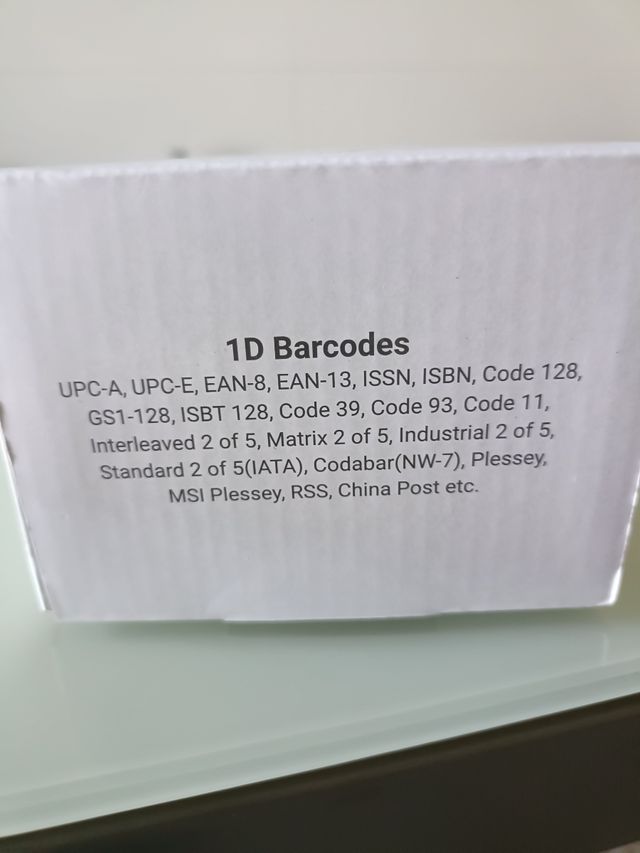 1D Barcodes
UPC-A, UPC-E, EAN-8, EAN-13, ISSN, ISBN, Code 128,
GS1-128, ISBT 128, Code 39, Code 93, Code 11,
Interleaved 2 of 5, Matrix 2 of 5, Industrial 2 of 5,
Standard 2 of 5(IATA), Codabar(NW-7), Plessey,
MSI Plessey, RSS, China Post etc.